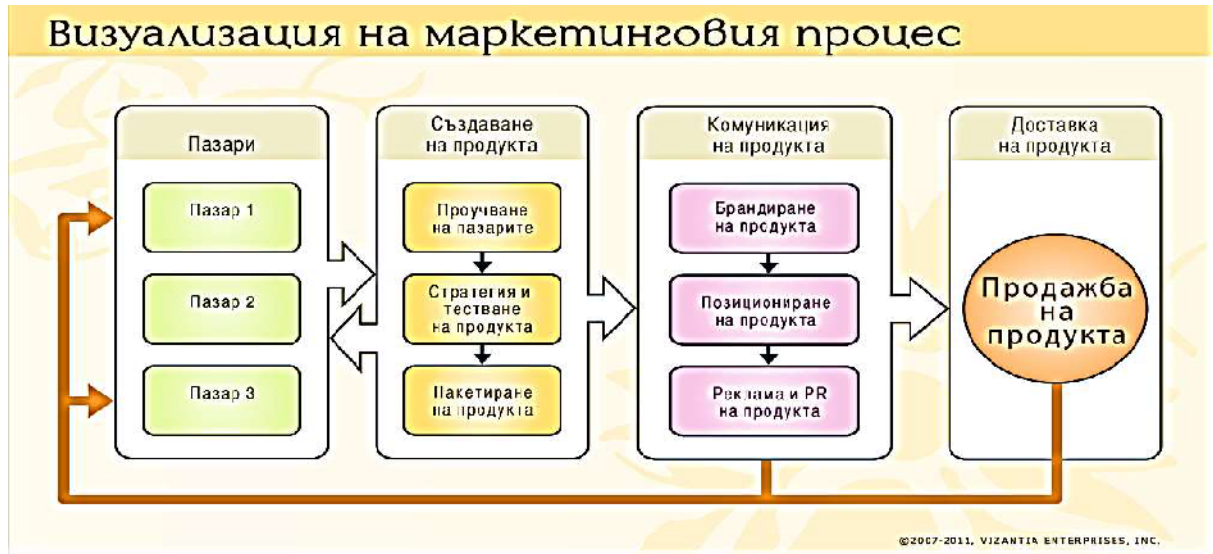 Визуализация на маркетинговия процес
Пазари
Пазар 1
Пазар 2
Пазар 3
Създаване
на продукта
Проучване
на пазарите
Стратегия и
тестване
на продукта
Пакетиране
на продукта
Комуникация
на продукта
Брандиране
на продукта
Позициониране
на продукта
Реклама и PR
на продукта
Доставка
на продукта
Продажба
на
продукта
©2007-2011, VIZANTIA ENTERPRISES, INC.